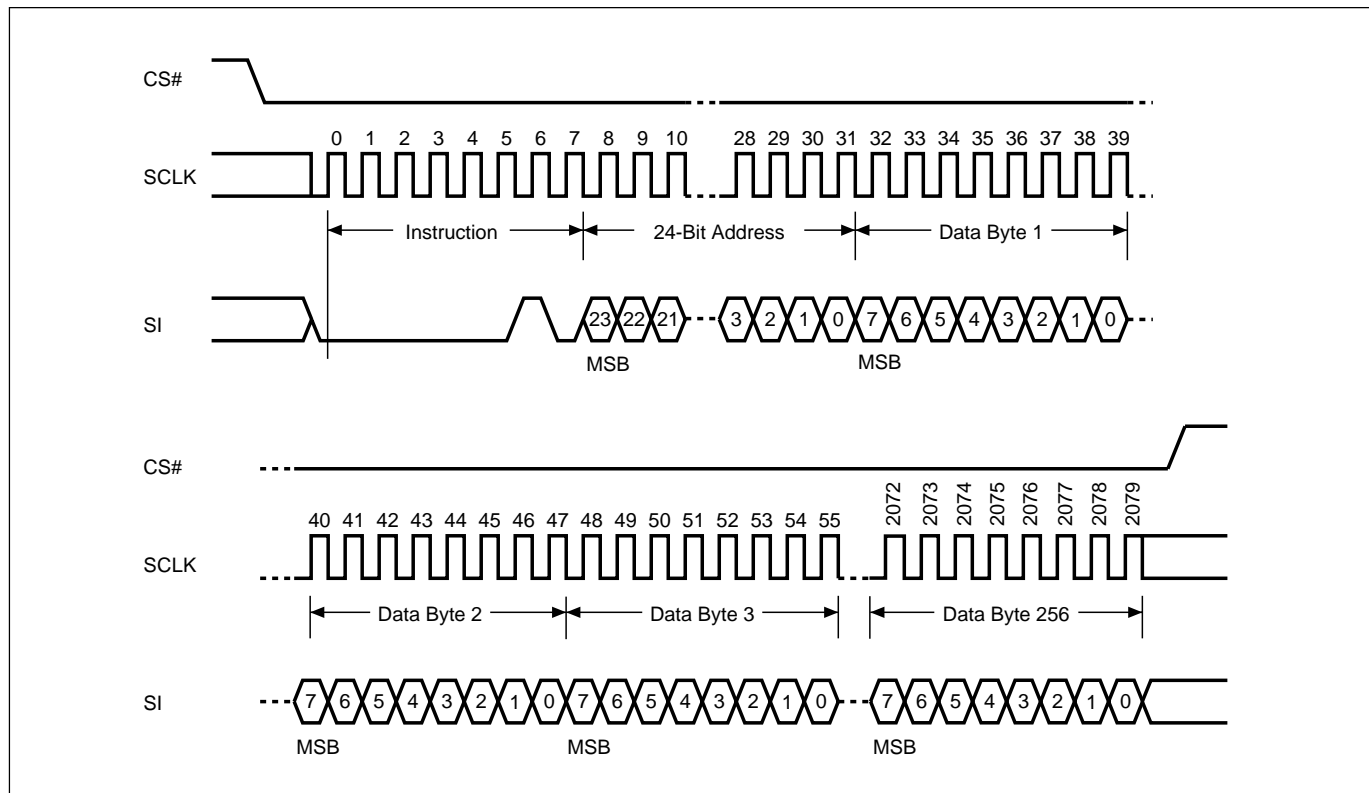 CS#
0 1 2 3 4 5 6 7 8 9 10 28 29 30 31 32 33 34 35 36 37 38 39
SCLK
Instruction 24-Bit Address Data Byte 1
SI 23 22 21 3 2 1 0 7 6 5 4 3 2 1 0
MSB MSB
CS#
2072 2073 2074 2075 2076 2077 2078 2079
40 41 42 43 44 45 46 47 48 49 50 51 52 53 54 55
SCLK
Data Byte 2 Data Byte 3 Data Byte 256
SI 7 6 5 4 3 2 1 0 7 6 5 4 3 2 1 0 7 6 5 4 3 2 1 0
MSB MSB MSB